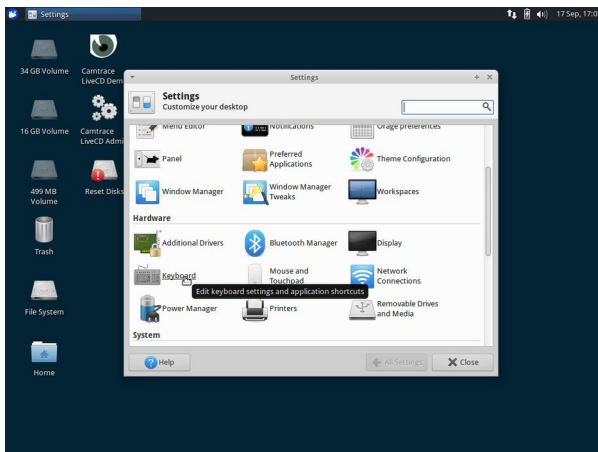 Settings
17 Sep, 17:0
34 GB Volume
Camtrace
LiveCD Dem
16 GB Volume
Camtrace
LiveCD Admi
499 MB
Volume
Reset Disks
Trash
File System
Home
Settings
Settings
Customize your desktop
Menu Editor
Notifications
Orage preferences
Panel
Preferred
Applications
Theme Configuration
Window Manager
Window Manager
Tweaks
Workspaces
Hardware
Additional Drivers
Bluetooth Manager
Display
Keyboard
Mouse and
Touchpad
Network
Connections
Edit keyboard settings and application shortcuts
Power Manager
Printers
Removable Drives
and Media
System
Help
All Settings
Close